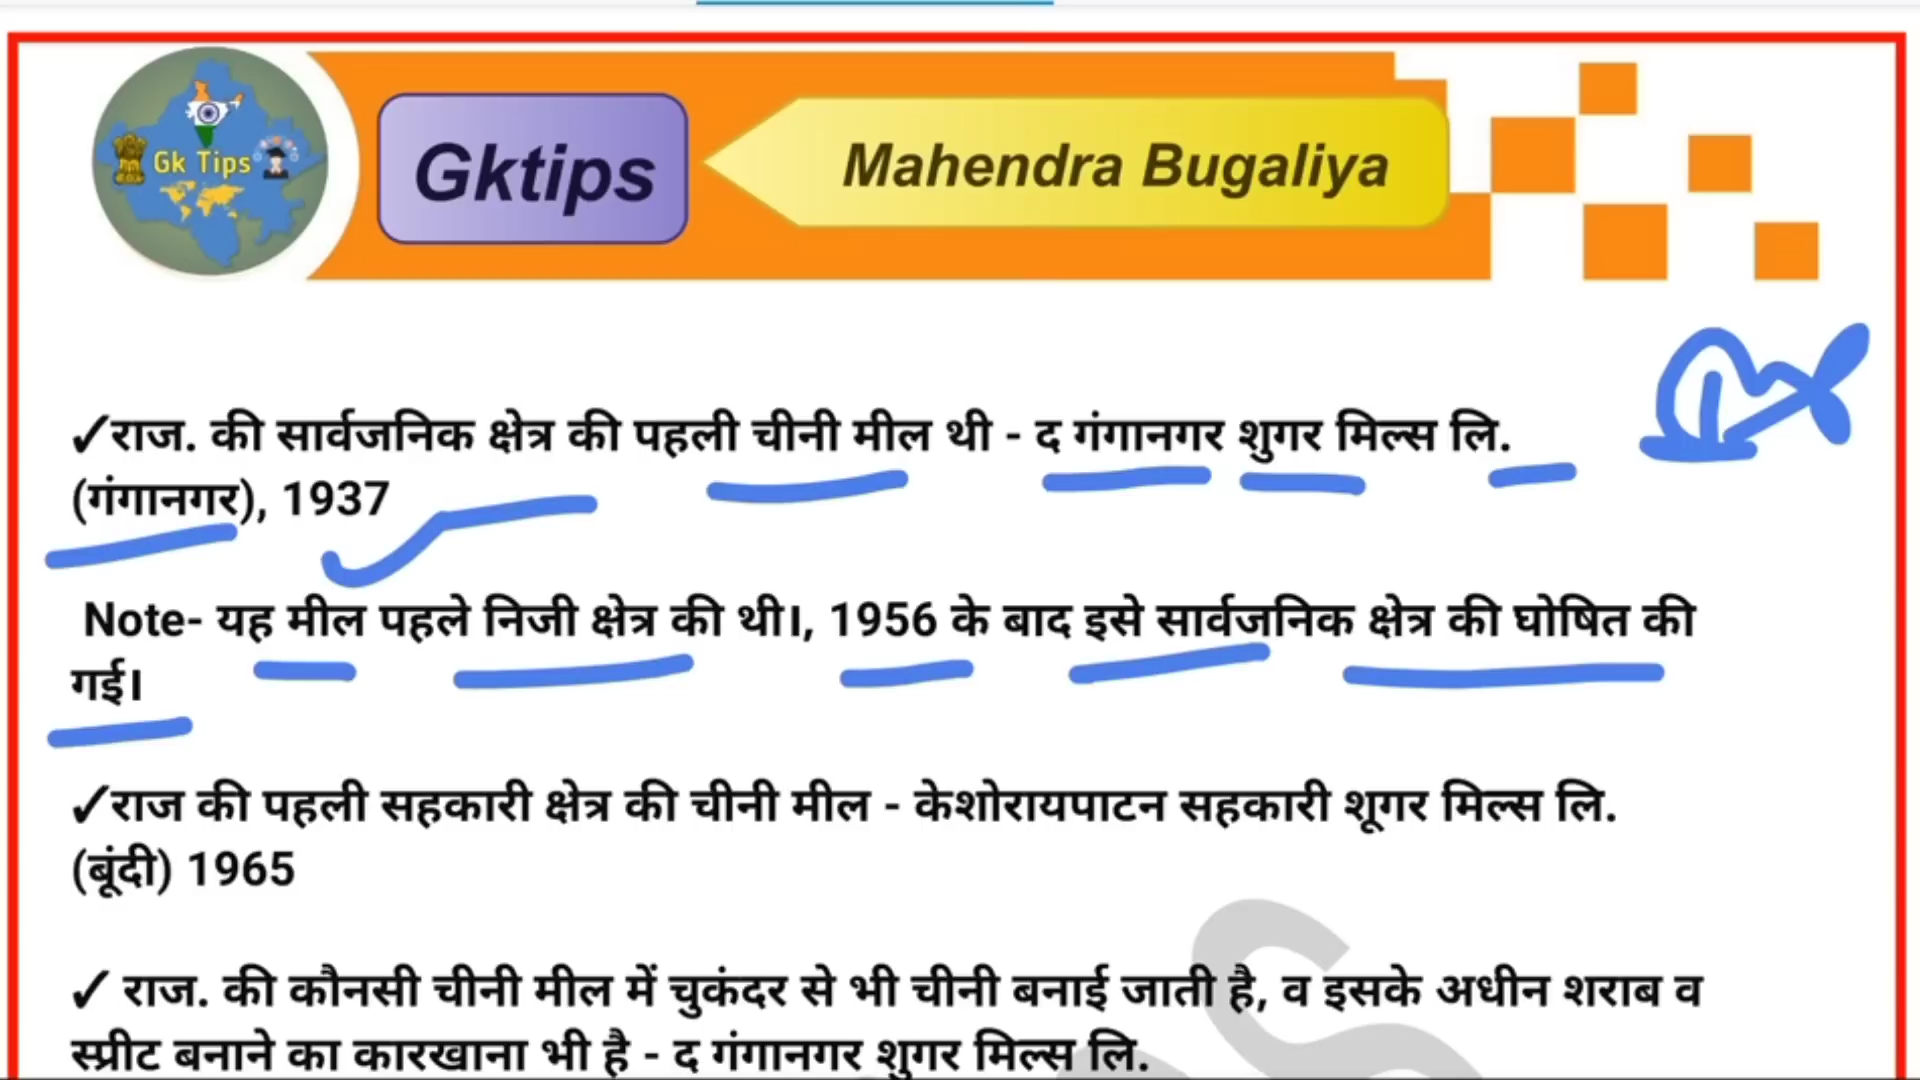 Gk Tips
Gktips
Mahendra Bugaliya
✓राज. की सार्वजनिक क्षेत्र की पहली चीनी मील थी - द गंगानगर शुगर मिल्स लि.
(गंगानगर), 1937
Note- यह मील पहले निजी क्षेत्र की थी।, 1956 के बाद इसे सार्वजनिक क्षेत्र की घोषित की
गई।
✓राज की पहली सहकारी क्षेत्र की चीनी मील - केशोरायपाटन सहकारी शूगर मिल्स लि.
(बूंदी) 1965
✓ राज. की कौनसी चीनी मील में चुकंदर से भी चीनी बनाई जाती है, व इसके अधीन शराब व
स्प्रीट बनाने का कारखाना भी है - द गंगानगर शुगर मिल्स लि.